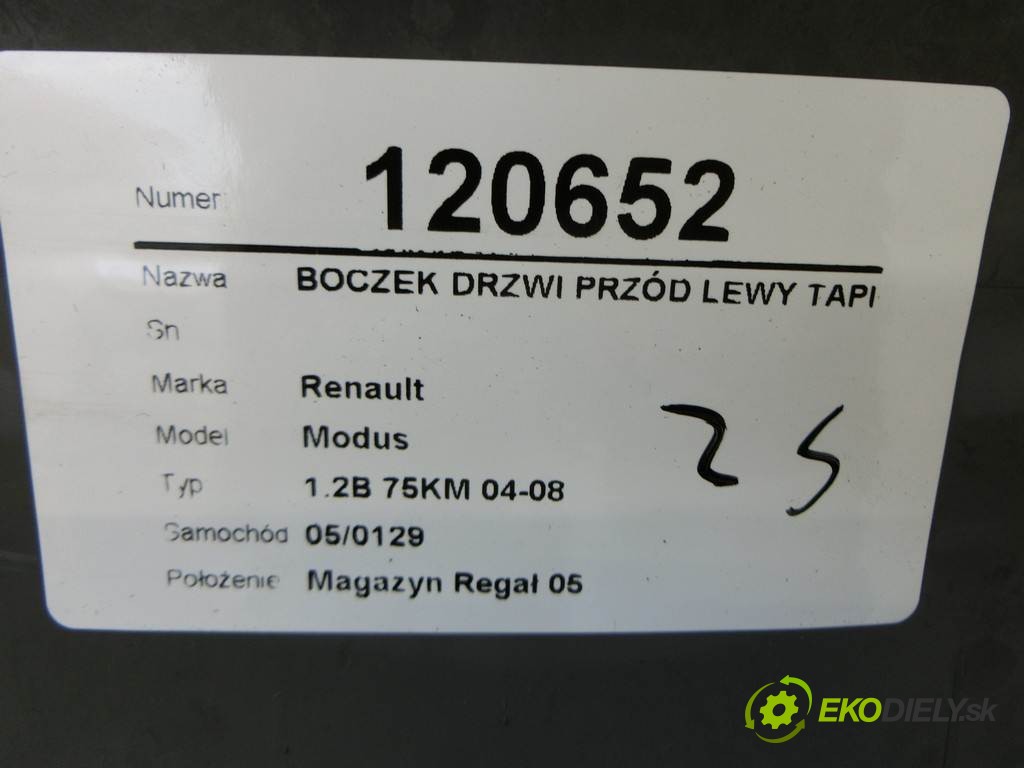 Numer 120652
Nazwa BOCZEK DRZWI PRZÓD LEWY TAPI
Sn
Marka Renault
Model Modus
Typ 1.2B 75KM 04-08
Samochód 05/0129
Położenie Magazyn Regał 05
25
EKODIELY.sk